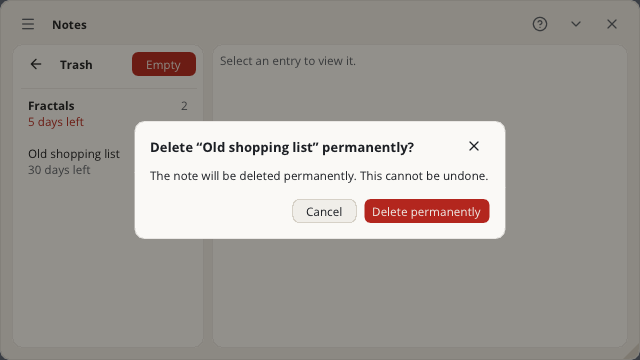 Notes
Trash
Empty
Select an entry to view it.
Fractals 2
5 days left
Old shopping list
30 days left
Delete “Old shopping list” permanently?
The note will be deleted permanently. This cannot be undone.
Cancel
Delete permanently